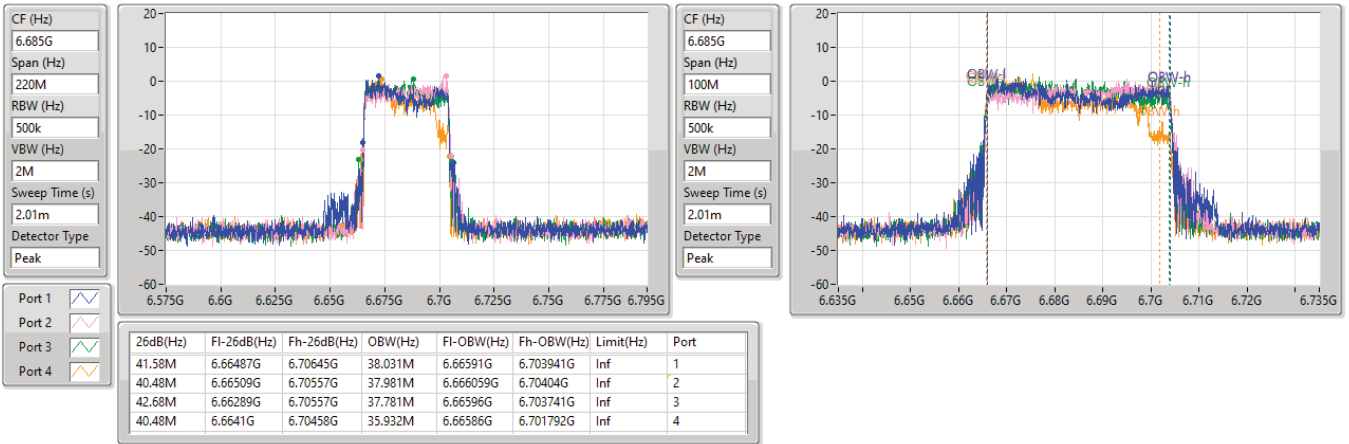 CF (Hz)
6.685G
Span (Hz)
220M
RBW (Hz)
500k
VBW (Hz)
2M
Sweep Time (s)
2.01m
Detector Type
Peak
Port 1
Port 2
Port 3
Port 4
20
10
0
-10
-20
-30
-40
-50
-60
6.575G 6.6G 6.625G 6.65G 6.675G 6.7G 6.725G 6.75G 6.775G 6.795G
CF (Hz)
6.685G
Span (Hz)
100M
RBW (Hz)
500k
VBW (Hz)
2M
Sweep Time (s)
2.01m
Detector Type
Peak
20
10
0
-10
-20
-30
-40
-50
-60
OBW-h
6.635G 6.65G 6.66G 6.67G 6.68G 6.69G 6.7G 6.71G 6.72G 6.735G
26dB(Hz) Fl-26dB(Hz) Fh-26dB(Hz) OBW(Hz) Fl-OBW(Hz) Fh-OBW(Hz) Limit(Hz) Port
41.58M 6.66487G 6.70645G 38.031M 6.66591G 6.703941G Inf 1
40.48M 6.66509G 6.70557G 37.981M 6.666059G 6.70404G Inf 2
42.68M 6.66289G 6.70557G 37.781M 6.66596G 6.703741G Inf 3
40.48M 6.6641G 6.70458G 35.932M 6.66586G 6.701792G Inf 4